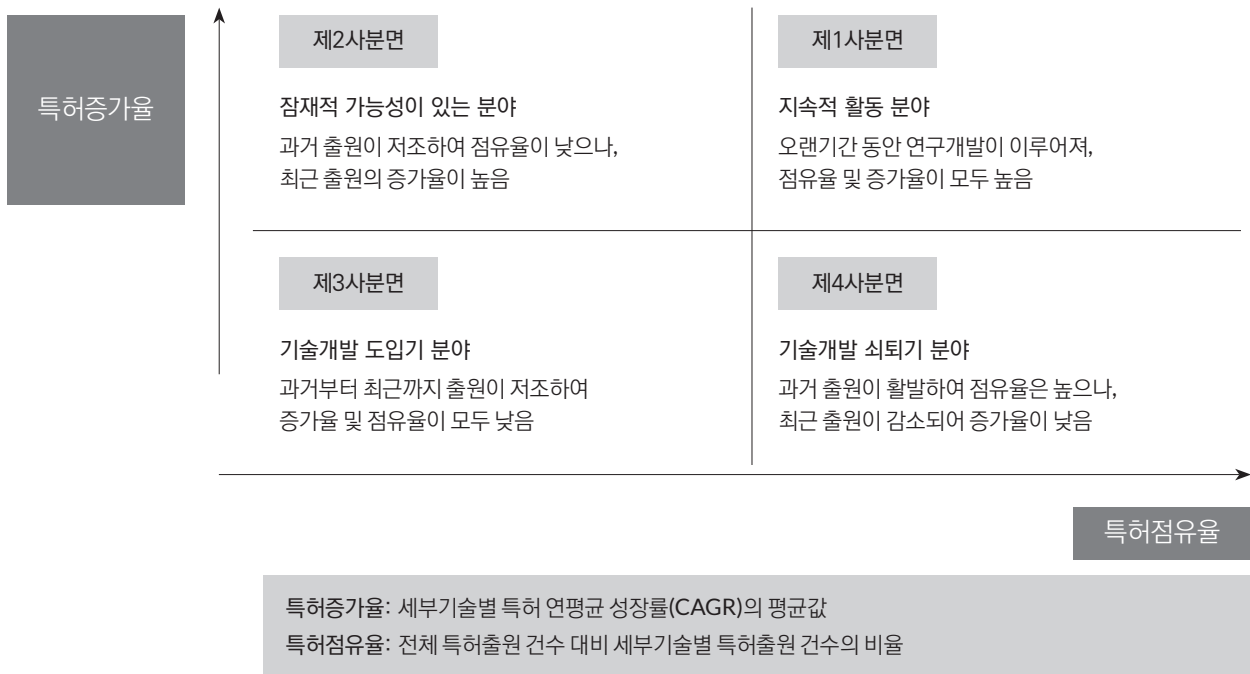 특허증가율
제2사분면
잠재적 가능성이 있는 분야
과거 출원이 저조하여 점유율이 낮으나,
최근 출원의 증가율이 높음
제1사분면
지속적 활동 분야
오랜기간 동안 연구개발이 이루어져,
점유율 및 증가율이 모두 높음
제3사분면
기술개발 도입기 분야
과거부터 최근까지 출원이 저조하여
증가율 및 점유율이 모두 낮음
제4사분면
기술개발 쇠퇴기 분야
과거 출원이 활발하여 점유율은 높으나,
최근 출원이 감소되어 증가율이 낮음
특허점유율
특허증가율: 세부기술별 특허 연평균 성장률(CAGR)의 평균값
특허점유율: 전체 특허출원 건수 대비 세부기술별 특허출원 건수의 비율